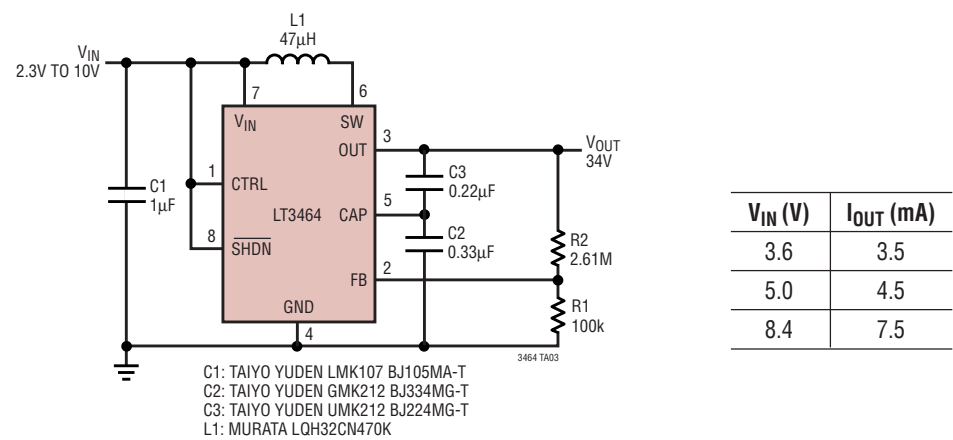 L1
47µH
VIN
2.3V TO 10V
7
6
VIN
SW
3
OUT
VOUT
34V
1
CTRL
C3
0.22µF
C1
1µF
LT3464
CAP
5
8
SHDN
C2
0.33µF
R2
2.61M
FB
2
GND
4
R1
100k
3464 TA03
C1: TAIYO YUDEN LMK107 BJ105MA-T
C2: TAIYO YUDEN GMK212 BJ334MG-T
C3: TAIYO YUDEN UMK212 BJ224MG-T
L1: MURATA LQH32CN470K
VIN (V) IOUT (mA)
3.6 3.5
5.0 4.5
8.4 7.5